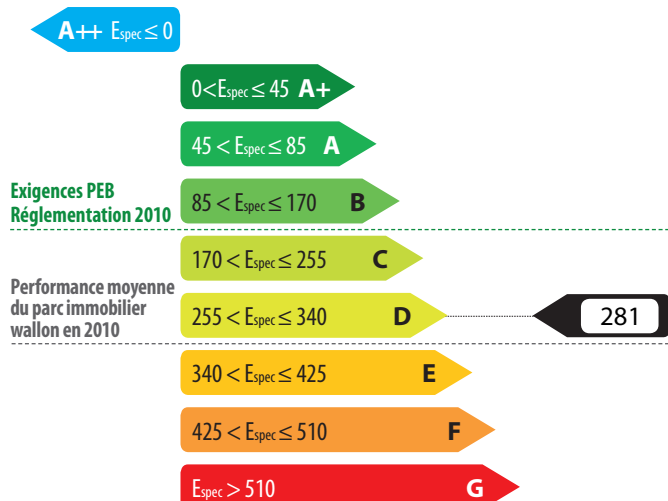 A++ Espec ≤ 0
0<Espec ≤ 45 A+
45 < Espec ≤ 85 A
Exigences PEB
Réglementation 2010
85 < Espec ≤ 170 B
170 < Espec ≤ 255 C
Performance moyenne
du parc immobilier
wallon en 2010
255 < Espec ≤ 340 D
281
340 < Espec ≤ 425 E
425 < Espec ≤ 510 F
Espec > 510 G